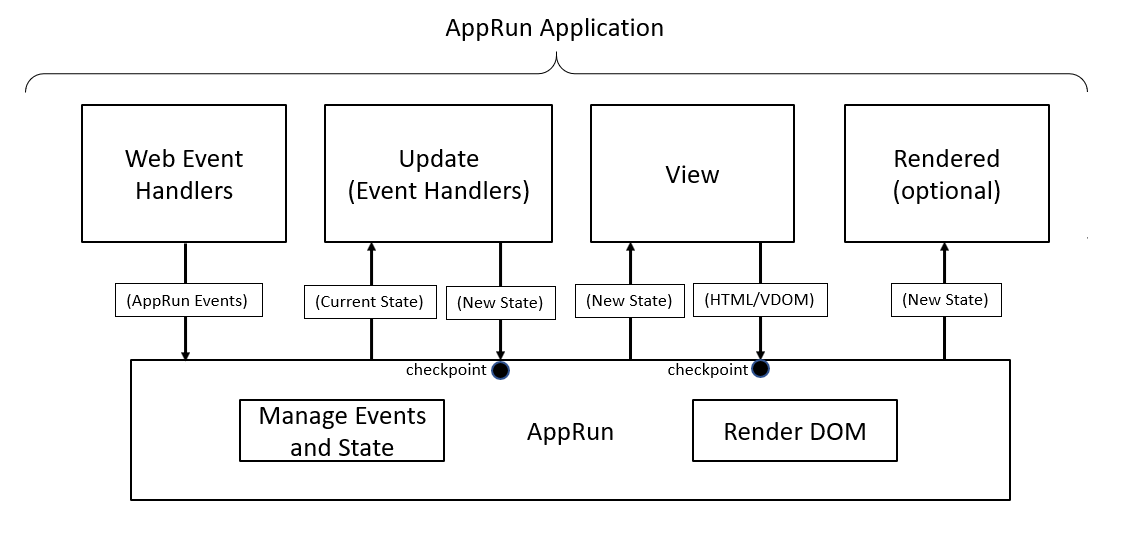 AppRun Application
Web Event
Handlers
Update
(Event Handlers)
View
Rendered
(optional)
(AppRun Events)
(Current State)
(New State)
(New State)
(HTML/VDOM)
(New State)
checkpoint
checkpoint
Manage Events
and State
AppRun
Render DOM